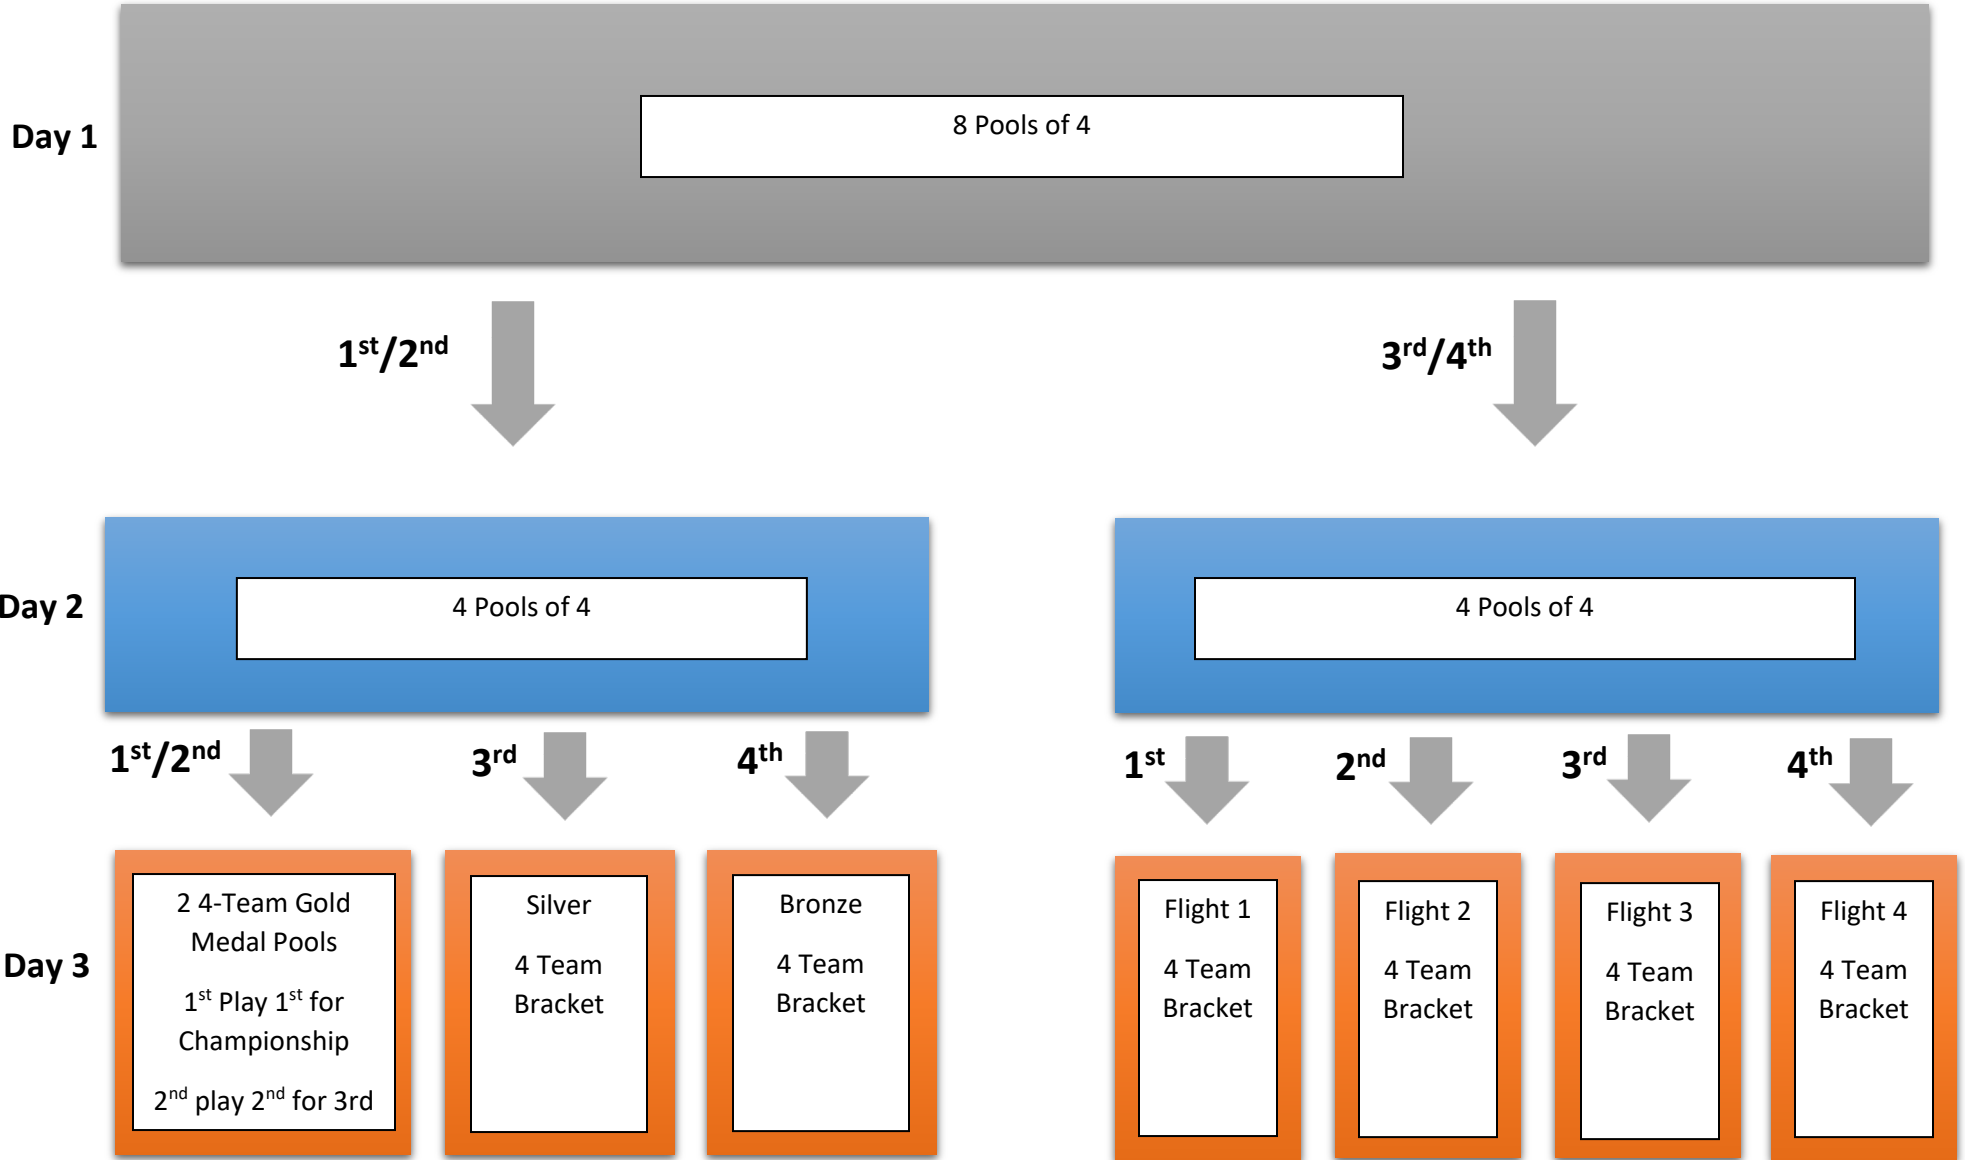 Day 1
8 Pools of 4
1st/2nd
3rd/4th
Day 2
4 Pools of 4
4 Pools of 4
1st/2nd
3rd
4th
1st
2nd
3rd
4th
Day 3
2 4-Team Gold
Medal Pools
1st Play 1st for
Championship
2nd play 2nd for 3rd
Silver
4 Team
Bracket
Bronze
4 Team
Bracket
Flight 1
4 Team
Bracket
Flight 2
4 Team
Bracket
Flight 3
4 Team
Bracket
Flight 4
4 Team
Bracket